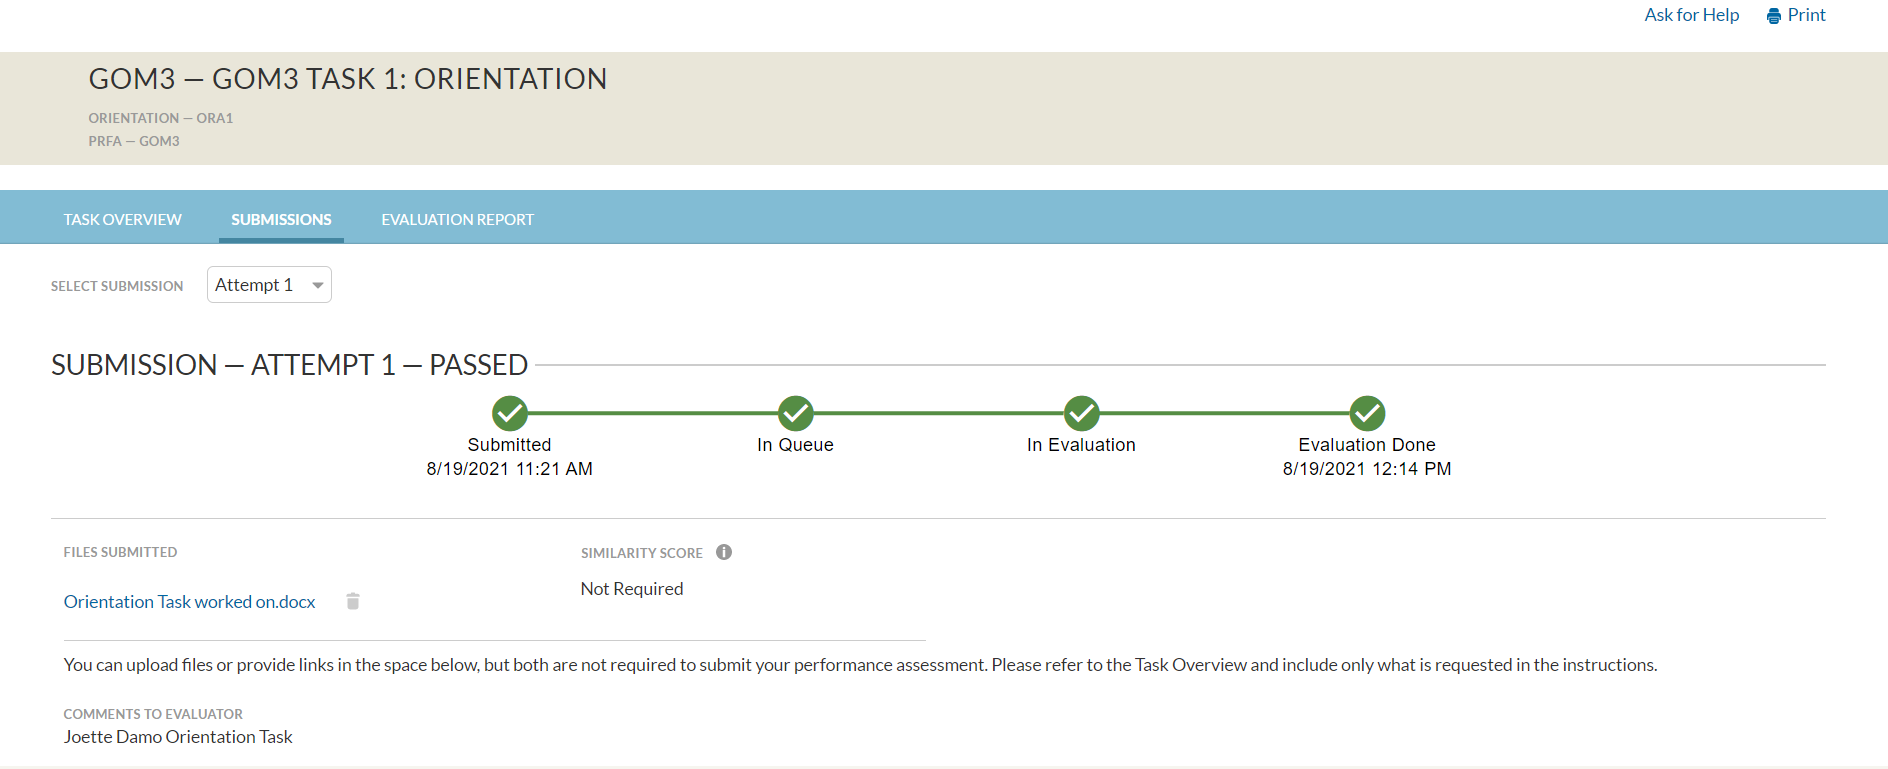 Ask for Help Print
GOM3 — GOM3 TASK 1: ORIENTATION
ORIENTATION — ORA1
PRFA — GOM3
TASK OVERVIEW SUBMISSIONS EVALUATION REPORT
SELECT SUBMISSION Attempt 1
SUBMISSION — ATTEMPT 1 — PASSED
Submitted In Queue In Evaluation Evaluation Done
8/19/2021 11:21 AM 8/19/2021 12:14 PM
FILES SUBMITTED SIMILARITY SCORE
Not Required
Orientation Task worked on.docx
You can upload files or provide links in the space below, but both are not required to submit your performance assessment. Please refer to the Task Overview and include only what is requested in the instructions.
COMMENTS TO EVALUATOR
Joette Damo Orientation Task